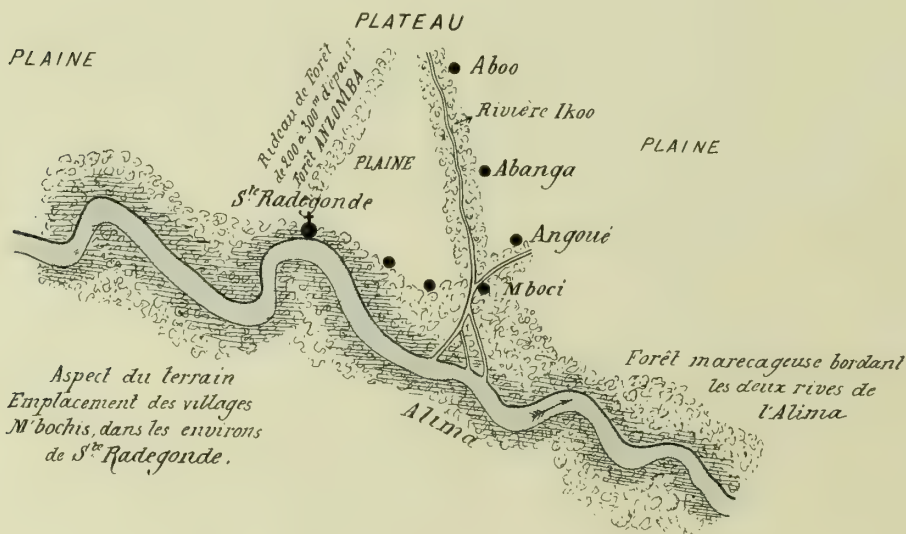 PLATEAU
PLAINE
Rideau de Forêt
de 200 à 300m d'épaisr
Forêt ANZOMBA
Aboo
Rivière Ikoo
PLAINE
PLAINE
Abanga
Ste Radegonde
Angoué
Mboci
Aspect du terrain
Emplacement des villages
M'bochis, dans les environs
de Ste Radegonde.
Alima
Forêt marecageuse bordant
les deux rives de
l'Alima